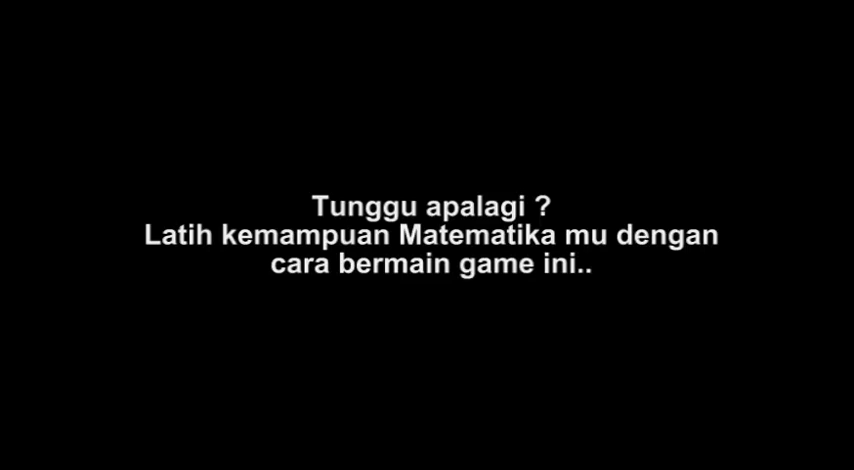 Tunggu apalagi ?
Latih kemampuan Matematika mu dengan
cara bermain game ini..